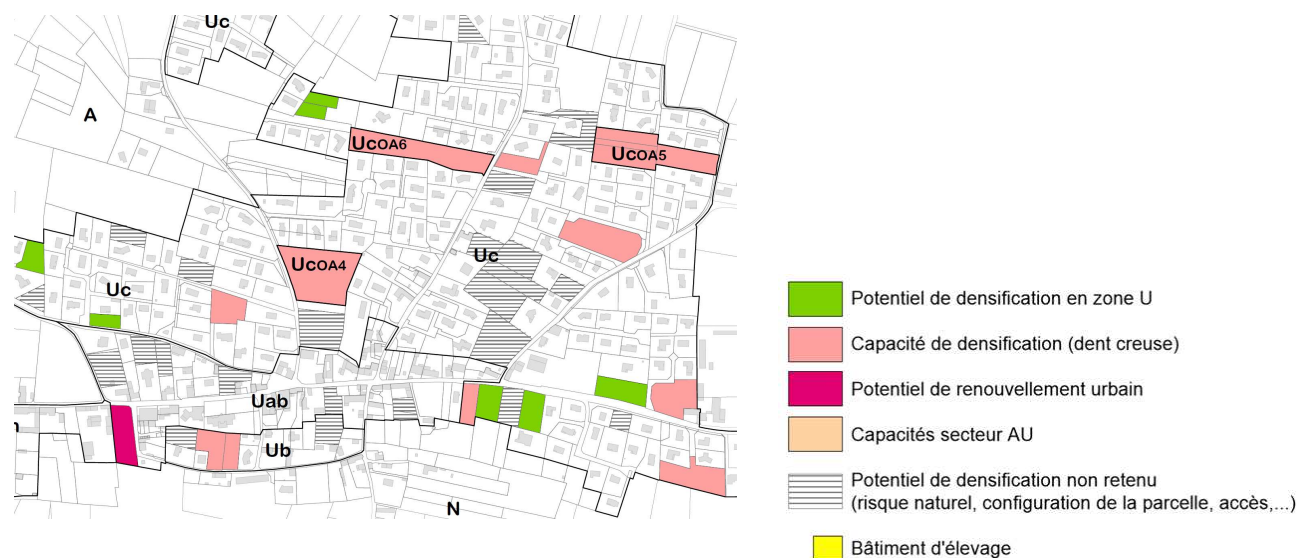 Uc
A
UcOA6
UcOA5
Uc
UcOA4
Uc
Uab
Ub
N
Potentiel de densification en zone U
Capacité de densification (dent creuse)
Potentiel de renouvellement urbain
Capacités secteur AU
Potentiel de densification non retenu
(risque naturel, configuration de la parcelle, accès,...)
Bâtiment d'élevage